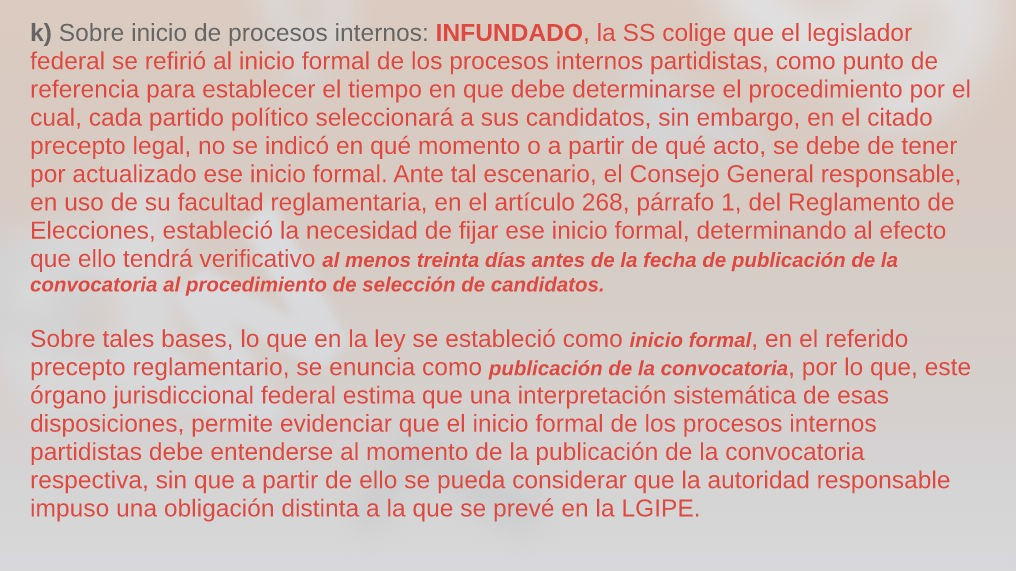 k) Sobre inicio de procesos internos: INFUNDADO, la SS colige que el legislador
federal se refirió al inicio formal de los procesos internos partidistas, como punto de
referencia para establecer el tiempo en que debe determinarse el procedimiento por el
cual, cada partido político seleccionará a sus candidatos, sin embargo, en el citado
precepto legal, no se indicó en qué momento o a partir de qué acto, se debe de tener
por actualizado ese inicio formal. Ante tal escenario, el Consejo General responsable,
en uso de su facultad reglamentaria, en el artículo 268, párrafo 1, del Reglamento de
Elecciones, estableció la necesidad de fijar ese inicio formal, determinando al efecto
que ello tendrá verificativo al menos treinta días antes de la fecha de publicación de la
convocatoria al procedimiento de selección de candidatos.
Sobre tales bases, lo que en la ley se estableció como inicio formal, en el referido
precepto reglamentario, se enuncia como publicación de la convocatoria, por lo que, este
órgano jurisdiccional federal estima que una interpretación sistemática de esas
disposiciones, permite evidenciar que el inicio formal de los procesos internos
partidistas debe entenderse al momento de la publicación de la convocatoria
respectiva, sin que a partir de ello se pueda considerar que la autoridad responsable
impuso una obligación distinta a la que se prevé en la LGIPE.